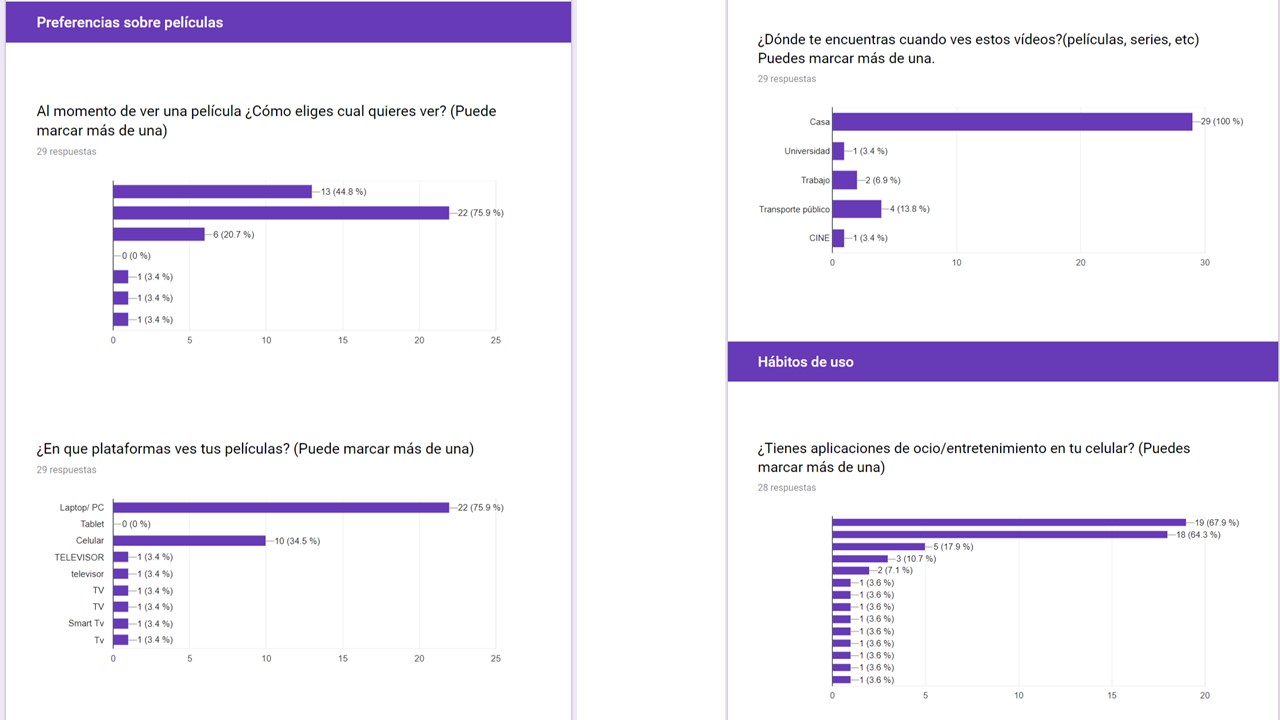 Preferencias sobre películas
Al momento de ver una película ¿Cómo eliges cual quieres ver? (Puede
marcar más de una)
29 respuestas
13 (44.8 %)
22 (75.9 %)
6 (20.7 %)
0 (0 %)
1 (3.4 %)
1 (3.4 %)
1 (3.4 %)
0 5 10 15 20 25
¿En que plataformas ves tus películas? (Puede marcar más de una)
29 respuestas
Laptop/ PC 22 (75.9 %)
Tablet 0 (0 %)
Celular 10 (34.5 %)
TELEVISOR 1 (3.4 %)
televisor 1 (3.4 %)
TV 1 (3.4 %)
TV 1 (3.4 %)
Smart Tv 1 (3.4 %)
Tv 1 (3.4 %)
0 5 10 15 20 25
¿Dónde te encuentras cuando ves estos vídeos?(películas, series, etc)
Puedes marcar más de una.
29 respuestas
Casa 29 (100 %)
Universidad 1 (3.4 %)
Trabajo 2 (6.9 %)
Transporte público 4 (13.8 %)
CINE 1 (3.4 %)
0 10 20 30
Hábitos de uso
¿Tienes aplicaciones de ocio/entretenimiento en tu celular? (Puedes
marcar más de una)
28 respuestas
19 (67.9 %)
18 (64.3 %)
5 (17.9 %)
3 (10.7 %)
2 (7.1 %)
1 (3.6 %)
1 (3.6 %)
1 (3.6 %)
1 (3.6 %)
1 (3.6 %)
1 (3.6 %)
1 (3.6 %)
1 (3.6 %)
1 (3.6 %)
0 5 10 15 20